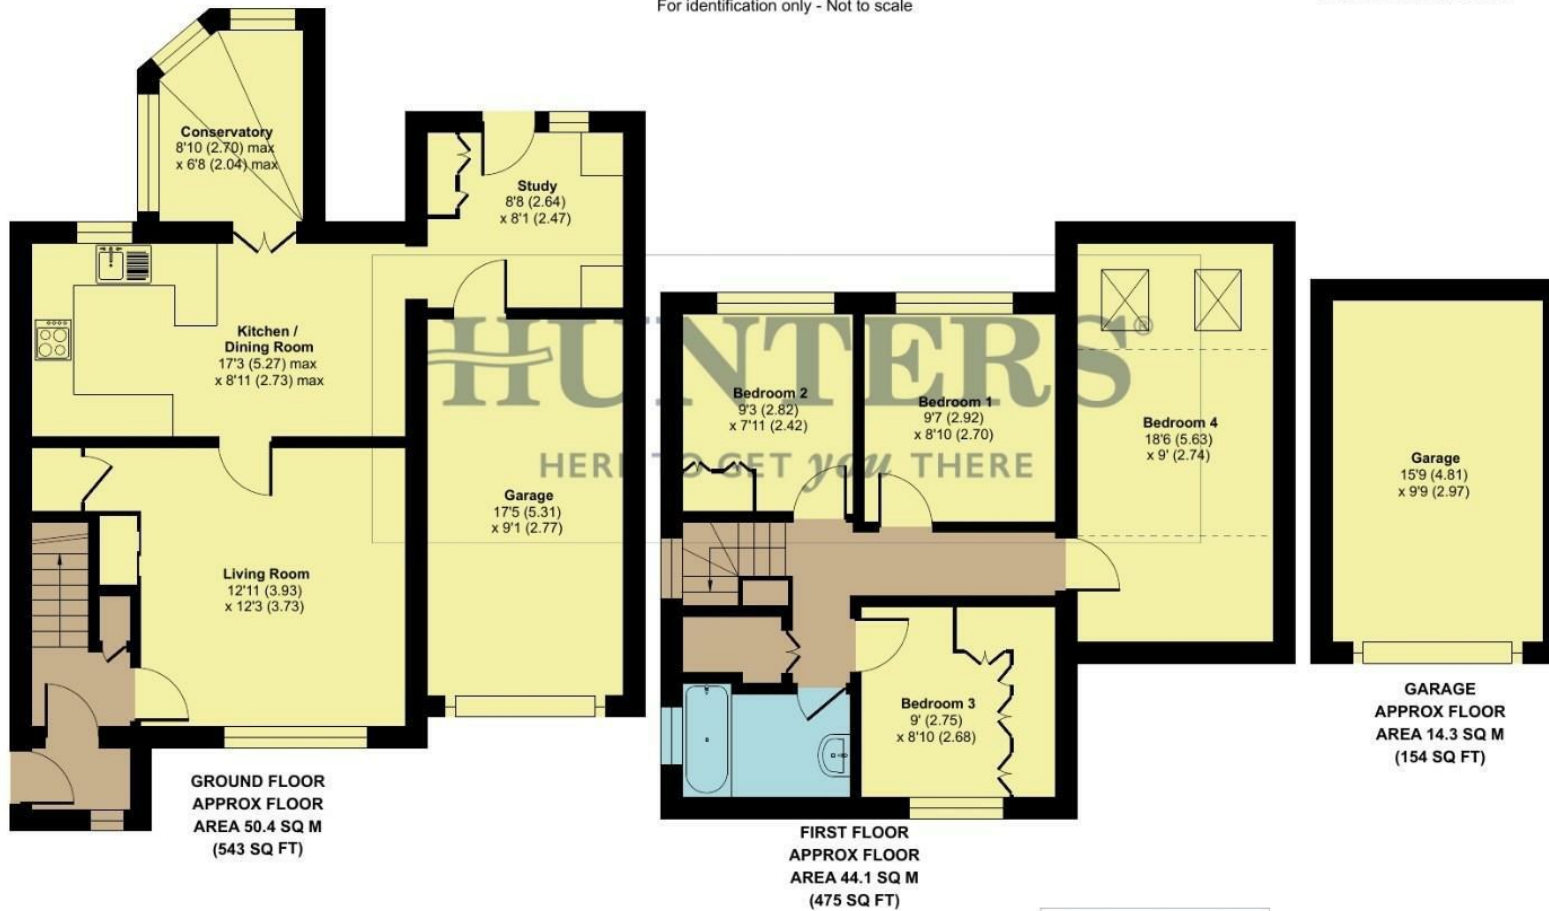 For identification only - Not to scale
Conservatory
8'10 (2.70) max
x 6'8 (2.04) max
Study
8'8 (2.64)
x 8'1 (2.47)
Kitchen /
Dining Room
17'3 (5.27) max
x 8'11 (2.73) max
HUNTERS®
HERE TO GET you THERE
Living Room
12'11 (3.93)
x 12'3 (3.73)
Garage
17'5 (5.31)
x 9'1 (2.77)
GROUND FLOOR
APPROX FLOOR
AREA 50.4 SQ M
(543 SQ FT)
Bedroom 2
9'3 (2.82)
x 7'11 (2.42)
Bedroom 1
9'7 (2.92)
x 8'10 (2.70)
Bedroom 4
18'6 (5.63)
x 9' (2.74)
Bedroom 3
9' (2.75)
x 8'10 (2.68)
FIRST FLOOR
APPROX FLOOR
AREA 44.1 SQ M
(475 SQ FT)
Garage
15'9 (4.81)
x 9'9 (2.97)
GARAGE
APPROX FLOOR
AREA 14.3 SQ M
(154 SQ FT)